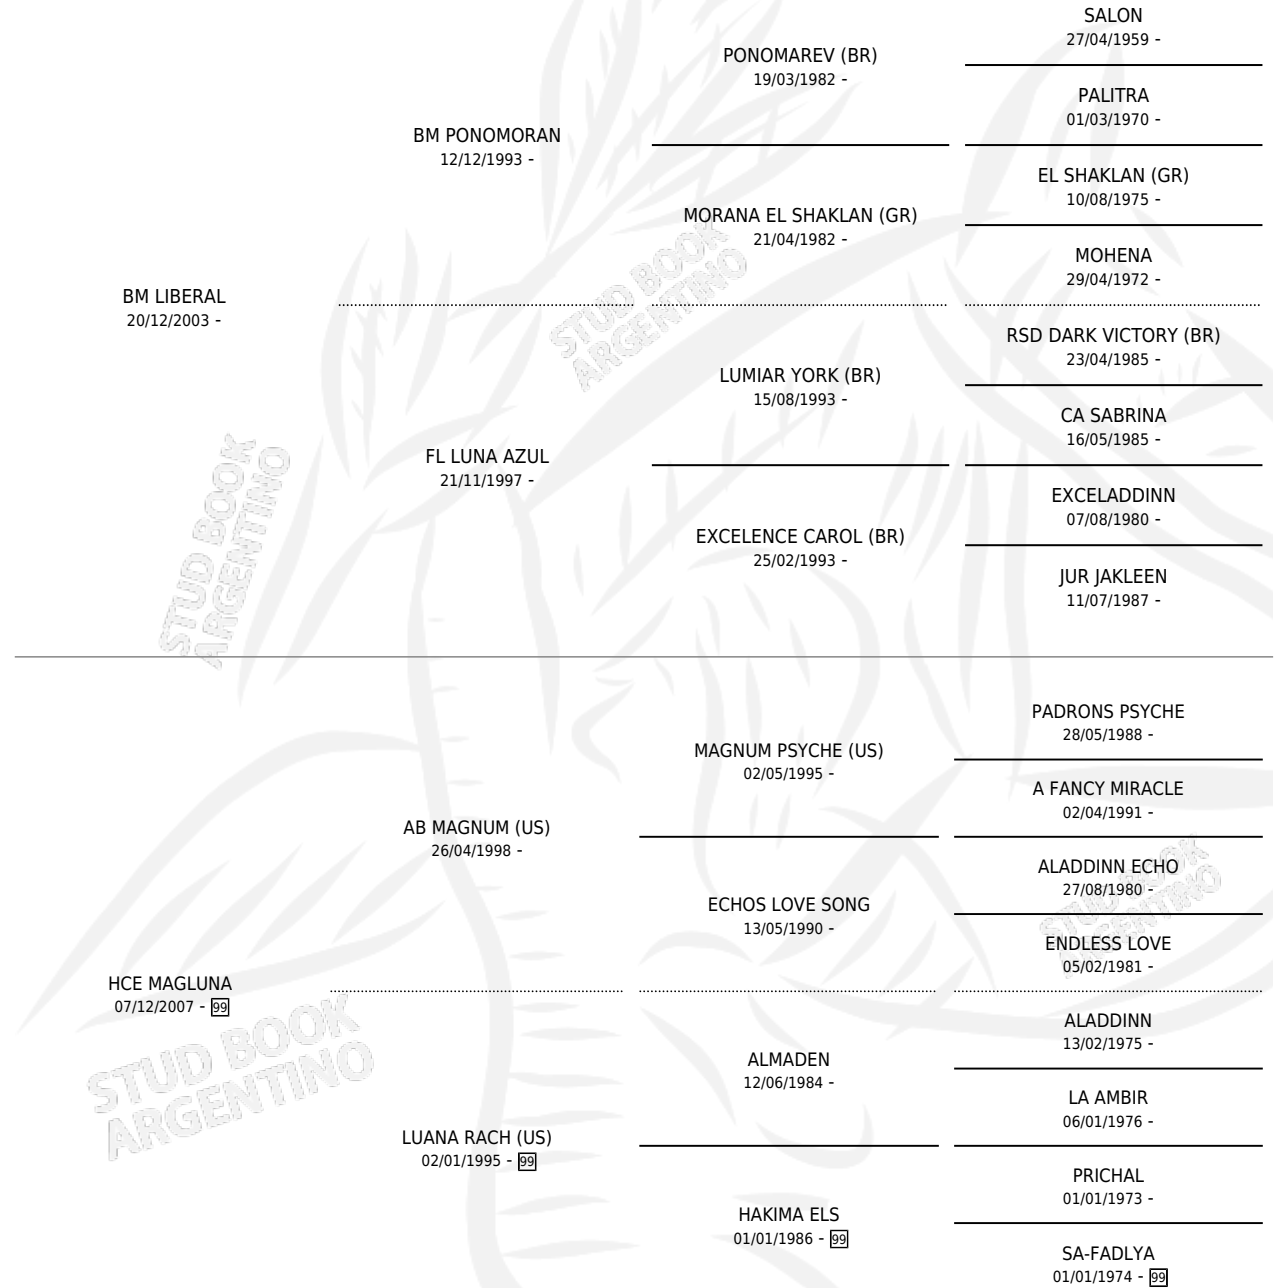 SALON
27/04/1959 -
PONOMAREV (BR)
19/03/1982 -
PALITRA
01/03/1970 -
BM PONOMORAN
12/12/1993 -
EL SHAKLAN (GR)
10/08/1975 -
MORANA EL SHAKLAN (GR)
21/04/1982 -
MOHENA
29/04/1972 -
BM LIBERAL
20/12/2003 -
RSD DARK VICTORY (BR)
23/04/1985 -
LUMIAR YORK (BR)
15/08/1993 -
CA SABRINA
16/05/1985 -
FL LUNA AZUL
21/11/1997 -
EXCELADDINN
07/08/1980 -
EXCELENCE CAROL (BR)
25/02/1993 -
JUR JAKLEEN
11/07/1987 -
STUD BOOK
ARGENTINO
STUD BOOK
ARGENTINO
PADRONS PSYCHE
28/05/1988 -
MAGNUM PSYCHE (US)
02/05/1995 -
A FANCY MIRACLE
02/04/1991 -
AB MAGNUM (US)
26/04/1998 -
ALADDINN ECHO
27/08/1980 -
ECHOS LOVE SONG
13/05/1990 -
ENDLESS LOVE
05/02/1981 -
HCE MAGLUNA
07/12/2007 - 99
ALADDINN
13/02/1975 -
ALMADEN
12/06/1984 -
LA AMBIR
06/01/1976 -
LUANA RACH (US)
02/01/1995 - 99
PRICHAL
01/01/1973 -
HAKIMA ELS
01/01/1986 - 99
SA-FADLYA
01/01/1974 - 99
STUD BOOK
ARGENTINO
STUD BOOK
ARGENTINO